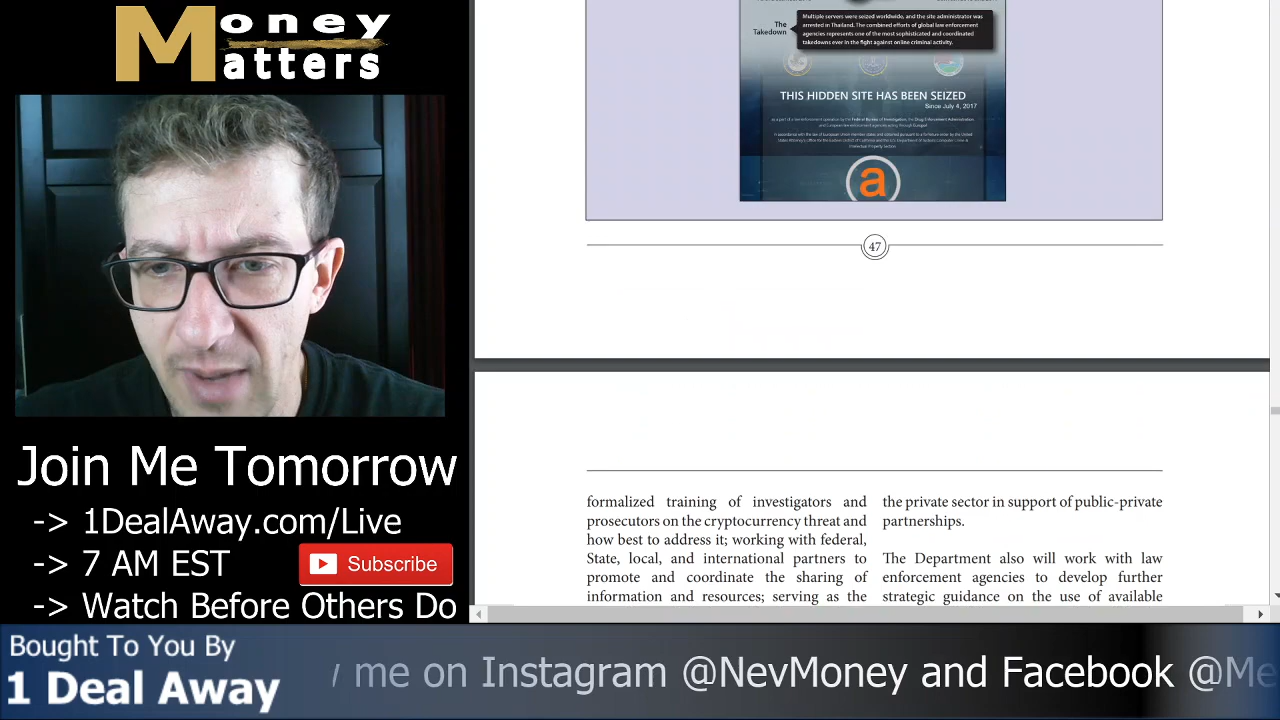 Money
Matters
Join Me Tomorrow
-> 1DealAway.com/Live
-> 7 AM EST
Subscribe
-> Watch Before Others Do
The
Takedown
Multiple servers were seized worldwide, and the site administrator was
arrested in Thailand. The combined efforts of global law enforcement
agencies represents one of the most sophisticated and coordinated
takedowns ever in the fight against online criminal activity.
THIS HIDDEN SITE HAS BEEN SEIZED
Since July 4, 2017
a
47
formalized training of investigators and
prosecutors on the cryptocurrency threat and
how best to address it; working with federal,
State, local, and international partners to
promote and coordinate the sharing of
information and resources; serving as the
the private sector in support of public-private
partnerships.
The Department also will work with law
enforcement agencies to develop further
strategic guidance on the use of available
Bought To You By
1 Deal Away
me on Instagram @NevMoney and Facebook @Me